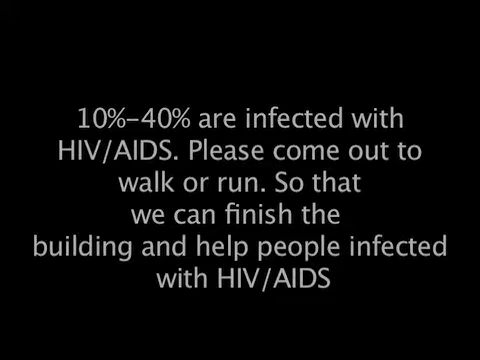 10%-40% are infected with
HIV/AIDS. Please come out to
walk or run. So that
we can finish the
building and help people infected
with HIV/AIDS